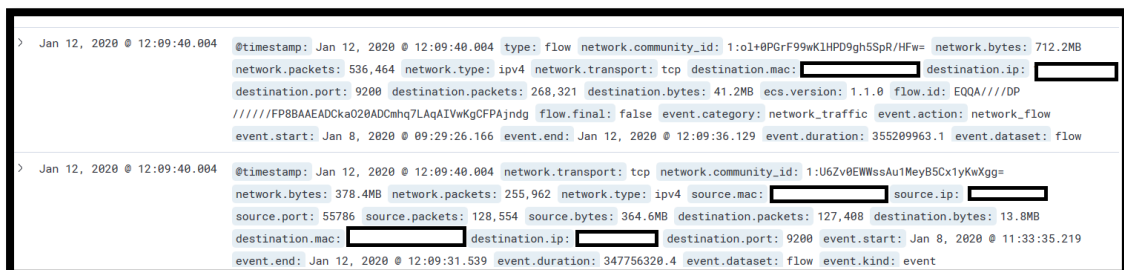 > Jan 12, 2020 @ 12:09:40.004 @timestamp: Jan 12, 2020 @ 12:09:40.004 type: flow network.community_id: 1:ol+0PGrF99wKlHPD9gh5SpR/HFw= network.bytes: 712.2MB
network.packets: 536,464 network.type: ipv4 network.transport: tcp destination.mac: destination.ip:
destination.port: 9200 destination.packets: 268,321 destination.bytes: 41.2MB ecs.version: 1.1.0 flow.id: EQQA////DP
//////FP8BAAEADCkaO20ADCmhq7LAqAIVwKgCFPAjndg flow.final: false event.category: network_traffic event.action: network_flow
event.start: Jan 8, 2020 @ 09:29:26.166 event.end: Jan 12, 2020 @ 12:09:36.129 event.duration: 355209963.1 event.dataset: flow
> Jan 12, 2020 @ 12:09:40.004 @timestamp: Jan 12, 2020 @ 12:09:40.004 network.transport: tcp network.community_id: 1:U6Zv0EWWssAu1MeyB5Cx1yKwXgg=
network.bytes: 378.4MB network.packets: 255,962 network.type: ipv4 source.mac: source.ip:
source.port: 55786 source.packets: 128,554 source.bytes: 364.6MB destination.packets: 127,408 destination.bytes: 13.8MB
destination.mac: destination.ip: destination.port: 9200 event.start: Jan 8, 2020 @ 11:33:35.219
event.end: Jan 12, 2020 @ 12:09:31.539 event.duration: 347756320.4 event.dataset: flow event.kind: event